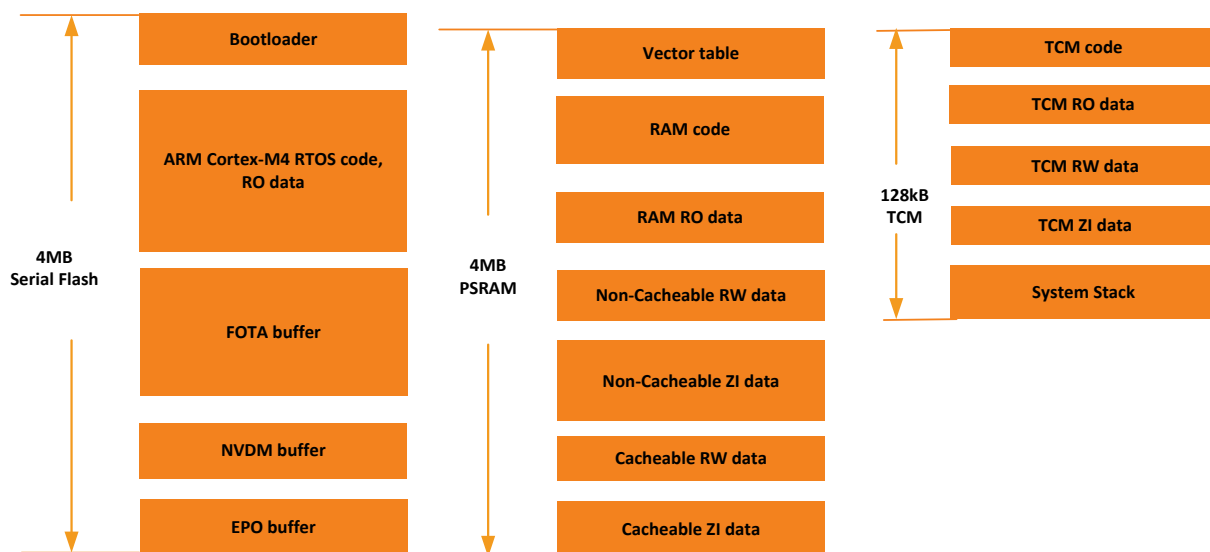 4MB
Serial Flash
Bootloader
ARM Cortex-M4 RTOS code,
RO data
FOTA buffer
NVDM buffer
EPO buffer
4MB
PSRAM
Vector table
RAM code
RAM RO data
Non-Cacheable RW data
Non-Cacheable ZI data
Cacheable RW data
Cacheable ZI data
128kB
TCM
TCM code
TCM RO data
TCM RW data
TCM ZI data
System Stack